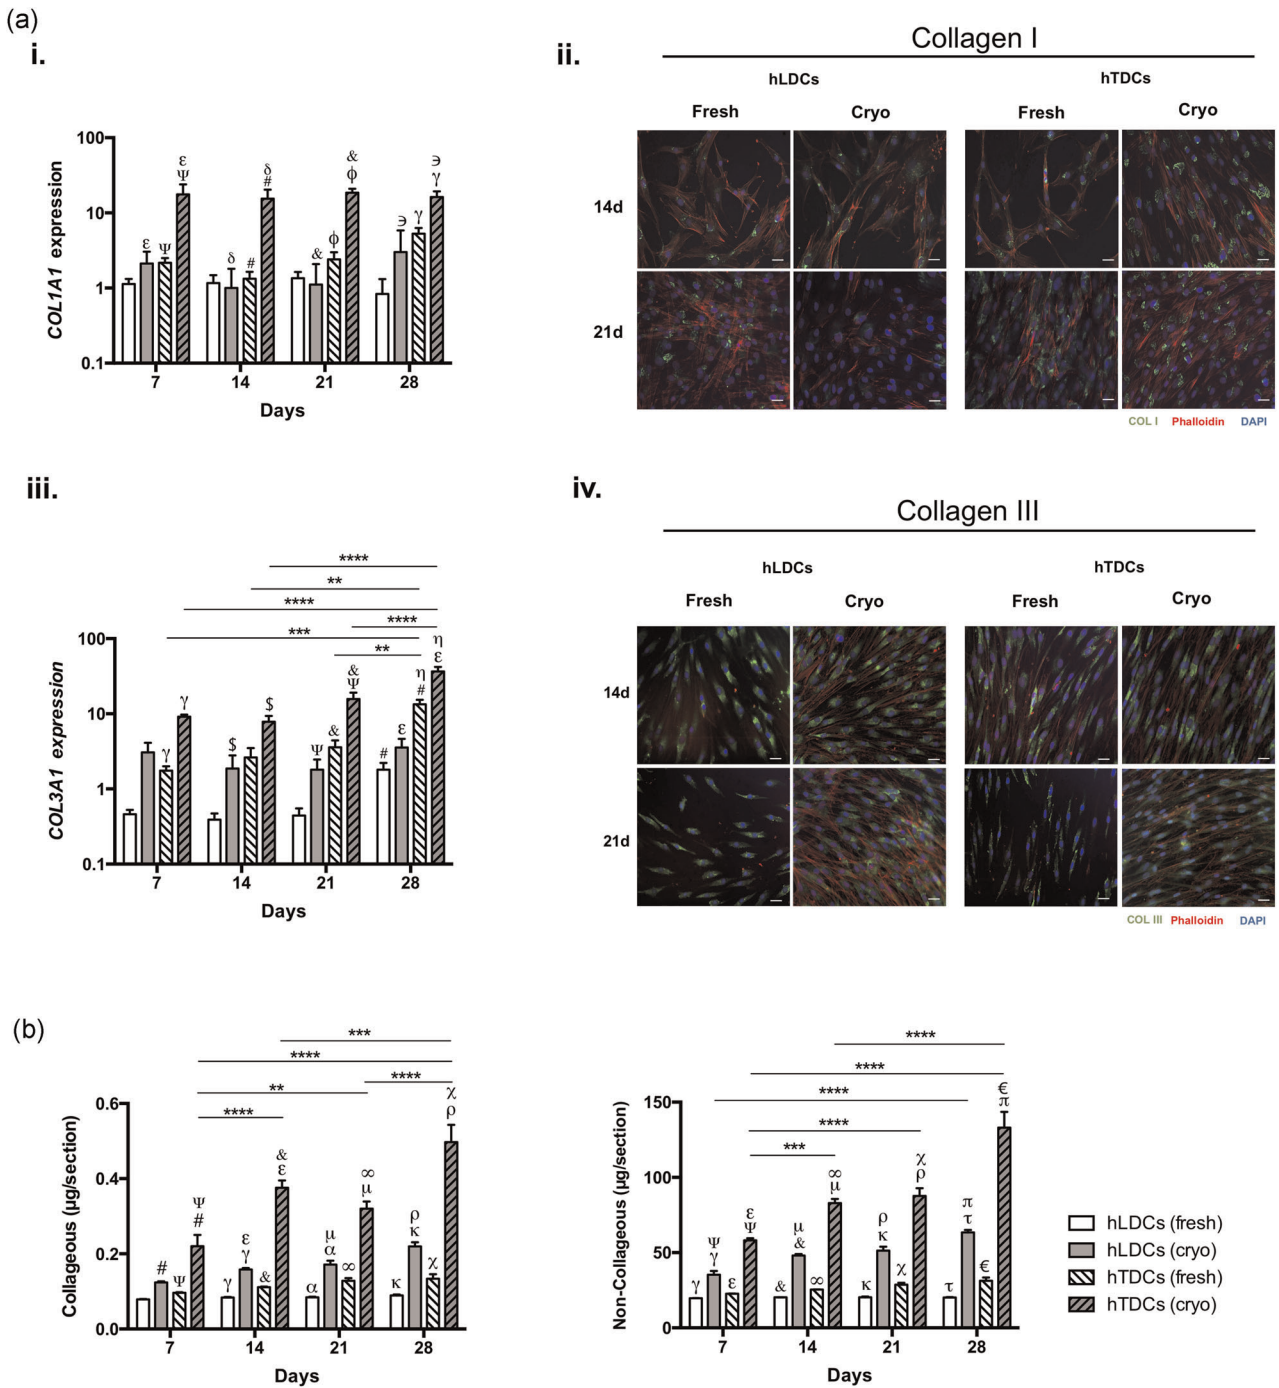 (a)
i.
100
10
1
0.1
COL1A1 expression
ε
Ψ
ε
Ψ
δ
#
δ
#
&
ϕ
&
ϕ
϶
γ
϶
γ
7
14
21
28
Days
ii.
Collagen I
hLDCs
hTDCs
Fresh
Cryo
Fresh
Cryo
14d
21d
COL I
Phalloidin
DAPI
iii.
****
**
****
****
***
**
100
10
1
0.1
COL3A1 expression
γ
γ
$
$
&
Ψ
Ψ
&
η
ε
η
#
#
ε
7
14
21
28
Days
iv.
Collagen III
hLDCs
hTDCs
Fresh
Cryo
Fresh
Cryo
14d
21d
COL III
Phalloidin
DAPI
(b)
***
****
****
**
****
0.6
0.4
0.2
0.0
Collageous (µg/section)
#
Ψ
Ψ
#
γ
ε
γ
&
&
ε
α
μ
α
∞
∞
μ
κ
ρ
κ
χ
χ
ρ
7
14
21
28
Days
****
****
****
****
***
150
100
50
0
Non-Collageous (µg/section)
γ
Ψ
γ
ε
ε
Ψ
&
μ
&
∞
∞
μ
κ
ρ
κ
χ
χ
ρ
τ
π
τ
€
€
π
7
14
21
28
Days
hLDCs (fresh)
hLDCs (cryo)
hTDCs (fresh)
hTDCs (cryo)